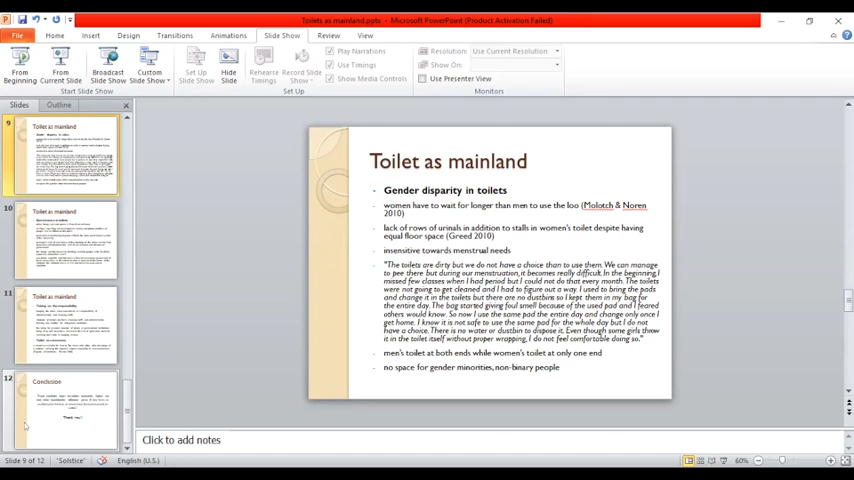 Toilets as mainland.ppts - Microsoft PowerPoint (Product Activation Failed)
File Home Insert Design Transitions Animations Slide Show Review View
From Beginning
From Current Slide
Broadcast Slide Show
Custom Slide Show
Set Up Slide Show
Hide Slide
Rehearse Timings
Record Slide Show
Play Narrations
Use Timings
Show Media Controls
Resolution: Use Current Resolution
Show On:
Use Presenter View
Start Slide Show
Set Up
Monitors
Slides Outline
9
Toilet as mainland
10
Toilet as mainland
11
Toilet as mainland
12
Conclusion
Thank you!
Toilet as mainland
• Gender disparity in toilets
- women have to wait for longer than men to use the loo (Molotch & Noren
2010)
- lack of rows of urinals in addition to stalls in women's toilet despite having
equal floor space (Greed 2010)
- insensitive towards menstrual needs
- "The toilets are dirty but we do not have a choice than to use them. We can manage
to pee there but during our menstruation, it becomes really difficult. In the beginning, I
missed few classes when I had period but I could not do that every month. The toilets
were not going to get cleaned and I had to figure out a way. I used to bring the pads
and change it in the toilets but there are no dustbins so I kept them in my bag for
the entire day. The bag started giving foul smell because of the used pad and I feared
others would know. So now I use the same pad the entire day and change only once I
get home. I know it is not safe to use the same pad for the whole day but I do not
have a choice. There is no water or dustbin to dispose it. Even though some girls throw
it in the toilet itself without proper wrapping, I do not feel comfortable doing so."
- men's toilet at both ends while women's toilet at only one end
- no space for gender minorities, non-binary people
Click to add notes
Slide 9 of 12 "Solstice" English (U.S.) 60%